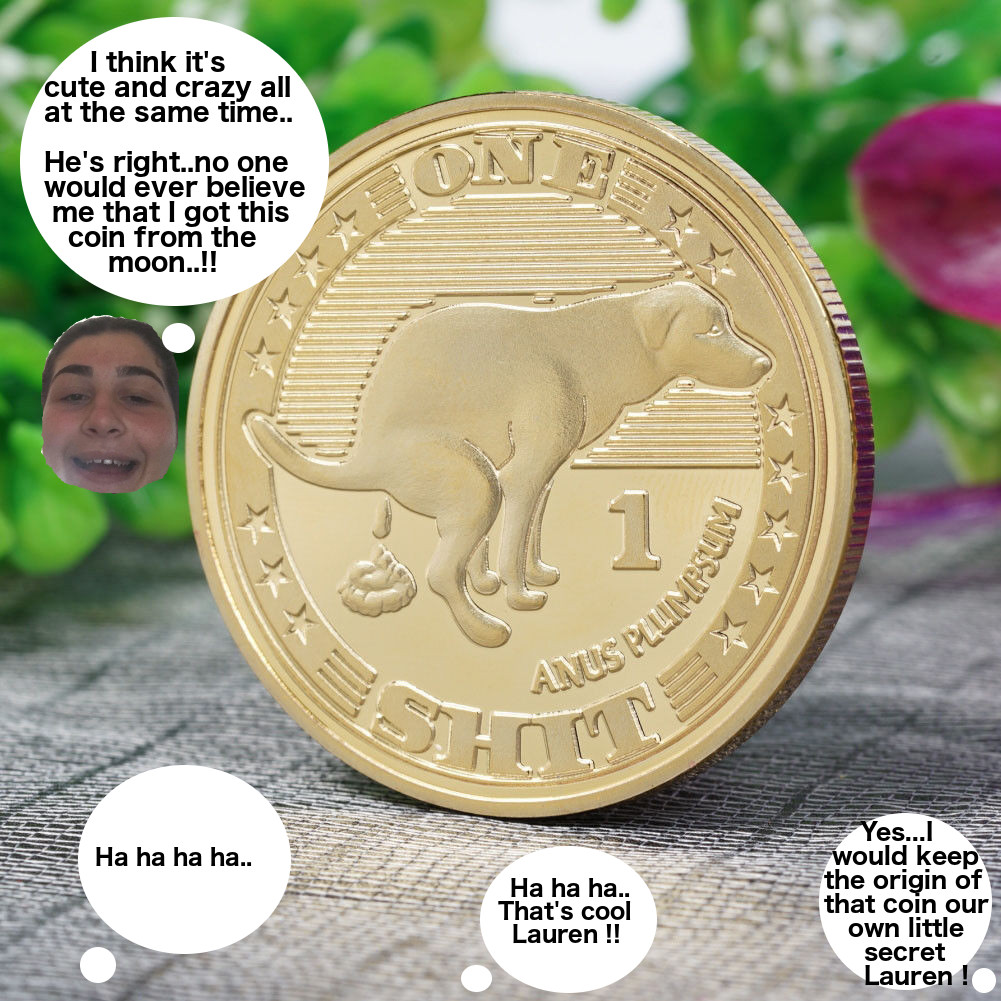 I think it's
cute and crazy all
at the same time..
He's right..no one
would ever believe
me that I got this
coin from the
moon..!!
ONE
1
ANUS PLUMPSUM
SHIT
Ha ha ha ha..
Ha ha ha..
That's cool
Lauren !!
Yes...I
would keep
the origin of
that coin our
own little
secret
Lauren !